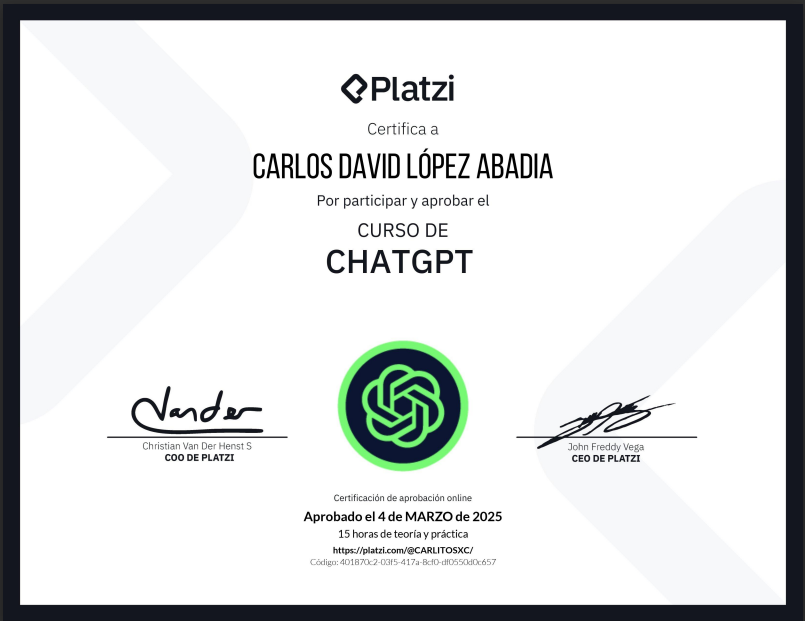 Platzi
Certifica a
CARLOS DAVID LÓPEZ ABADIA
Por participar y aprobar el
CURSO DE
CHATGPT
Vander
Christian Van Der Henst S
COO DE PLATZI
John Freddy Vega
CEO DE PLATZI
Certificación de aprobación online
Aprobado el 4 de MARZO de 2025
15 horas de teoría y práctica
https://platzi.com/@CARLITOSXC/
Código: 401870c2-03f5-417a-8cf0-df0550d0c657